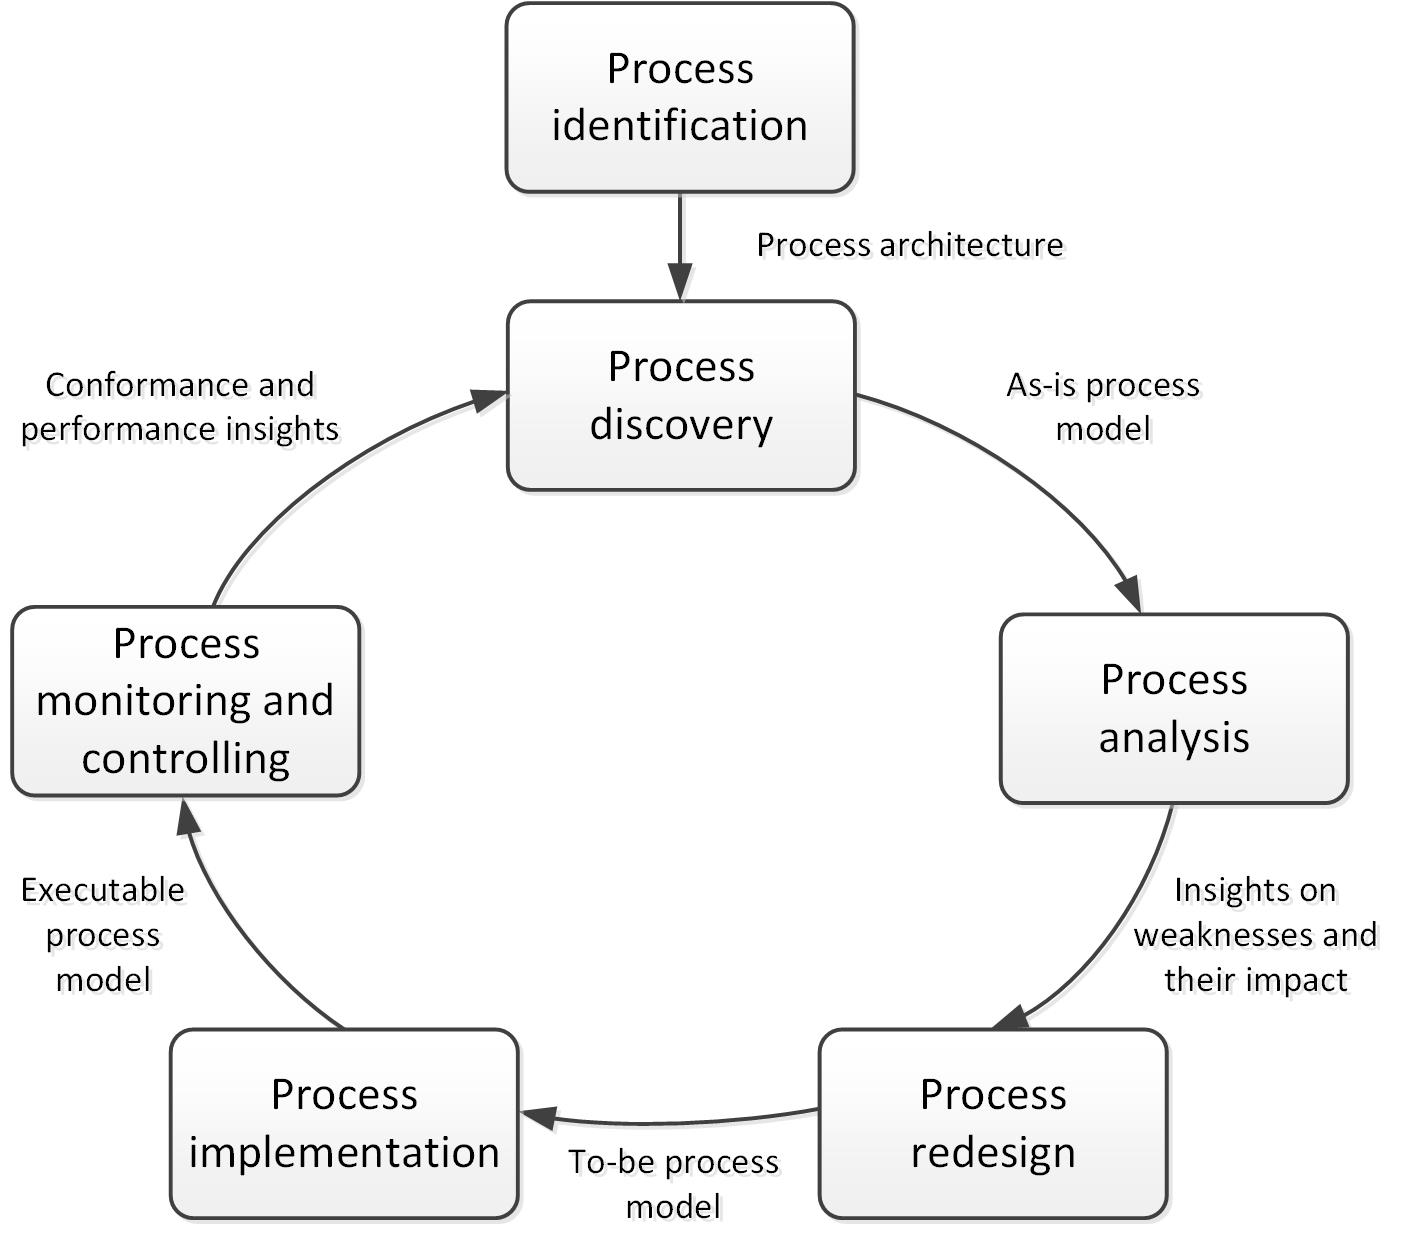 Process
identification
Process architecture
Process
discovery
Conformance and
performance insights
As-is process
model
Process
monitoring and
controlling
Process
analysis
Executable
process
model
Insights on
weaknesses and
their impact
Process
implementation
To-be process
model
Process
redesign